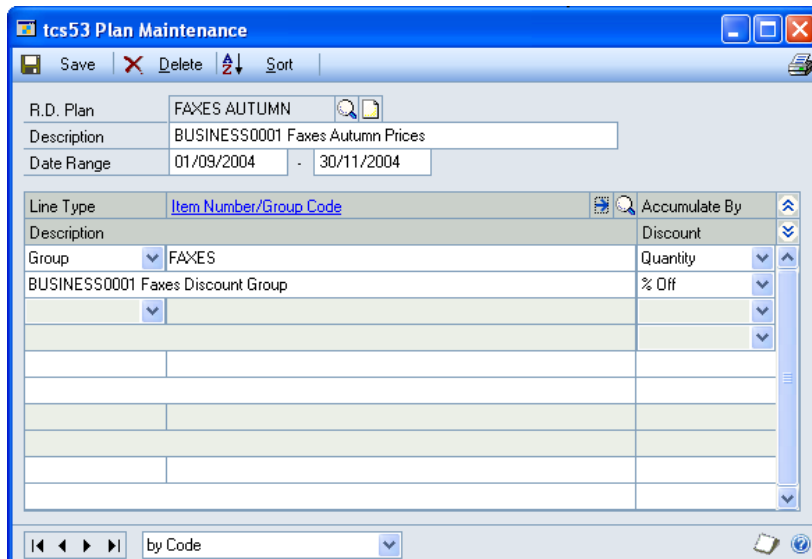 tcs53 Plan Maintenance
Save Delete Sort
R.D. Plan FAXES AUTUMN
Description BUSINESS0001 Faxes Autumn Prices
Date Range 01/09/2004 - 30/11/2004
Line Type Item Number/Group Code Accumulate By
Description Discount
Group FAXES Quantity
BUSINESS0001 Faxes Discount Group % Off
by Code